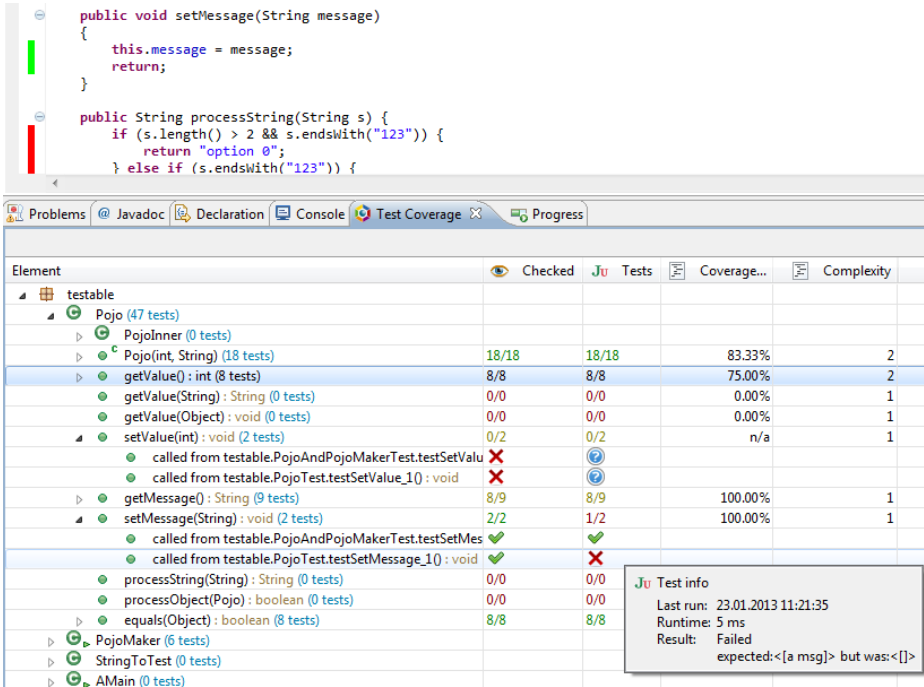 public void setMessage(String message)
{
this.message = message;
return;
}
public String processString(String s) {
if (s.length() > 2 && s.endsWith("123")) {
return "option 0";
} else if (s.endsWith("123")) {
Problems @ Javadoc Declaration Console Test Coverage Progress
Element Checked JU Tests Coverage... Complexity
testable
Pojo (47 tests)
PojoInner (0 tests)
Pojo(int, String) (18 tests) 18/18 18/18 83.33% 2
getValue() : int (8 tests) 8/8 8/8 75.00% 2
getValue(String) : String (0 tests) 0/0 0/0 0.00% 1
getValue(Object) : void (0 tests) 0/0 0/0 0.00% 1
setValue(int) : void (2 tests) 0/2 0/2 n/a 1
called from testable.PojoAndPojoMakerTest.testSetValu
called from testable.PojoTest.testSetValue_1() : void
getMessage() : String (9 tests) 8/9 8/9 100.00% 1
setMessage(String) : void (2 tests) 2/2 1/2 100.00% 1
called from testable.PojoAndPojoMakerTest.testSetMes
called from testable.PojoTest.testSetMessage_1() : void
processString(String) : String (0 tests) 0/0 0/0
processObject(Pojo) : boolean (0 tests) 0/0 0/0
equals(Object) : boolean (8 tests) 8/8 8/8
PojoMaker (6 tests)
StringToTest (0 tests)
AMain (0 tests)
JU Test info
Last run: 23.01.2013 11:21:35
Runtime: 5 ms
Result: Failed
expected:<[a msg]> but was:<[]>